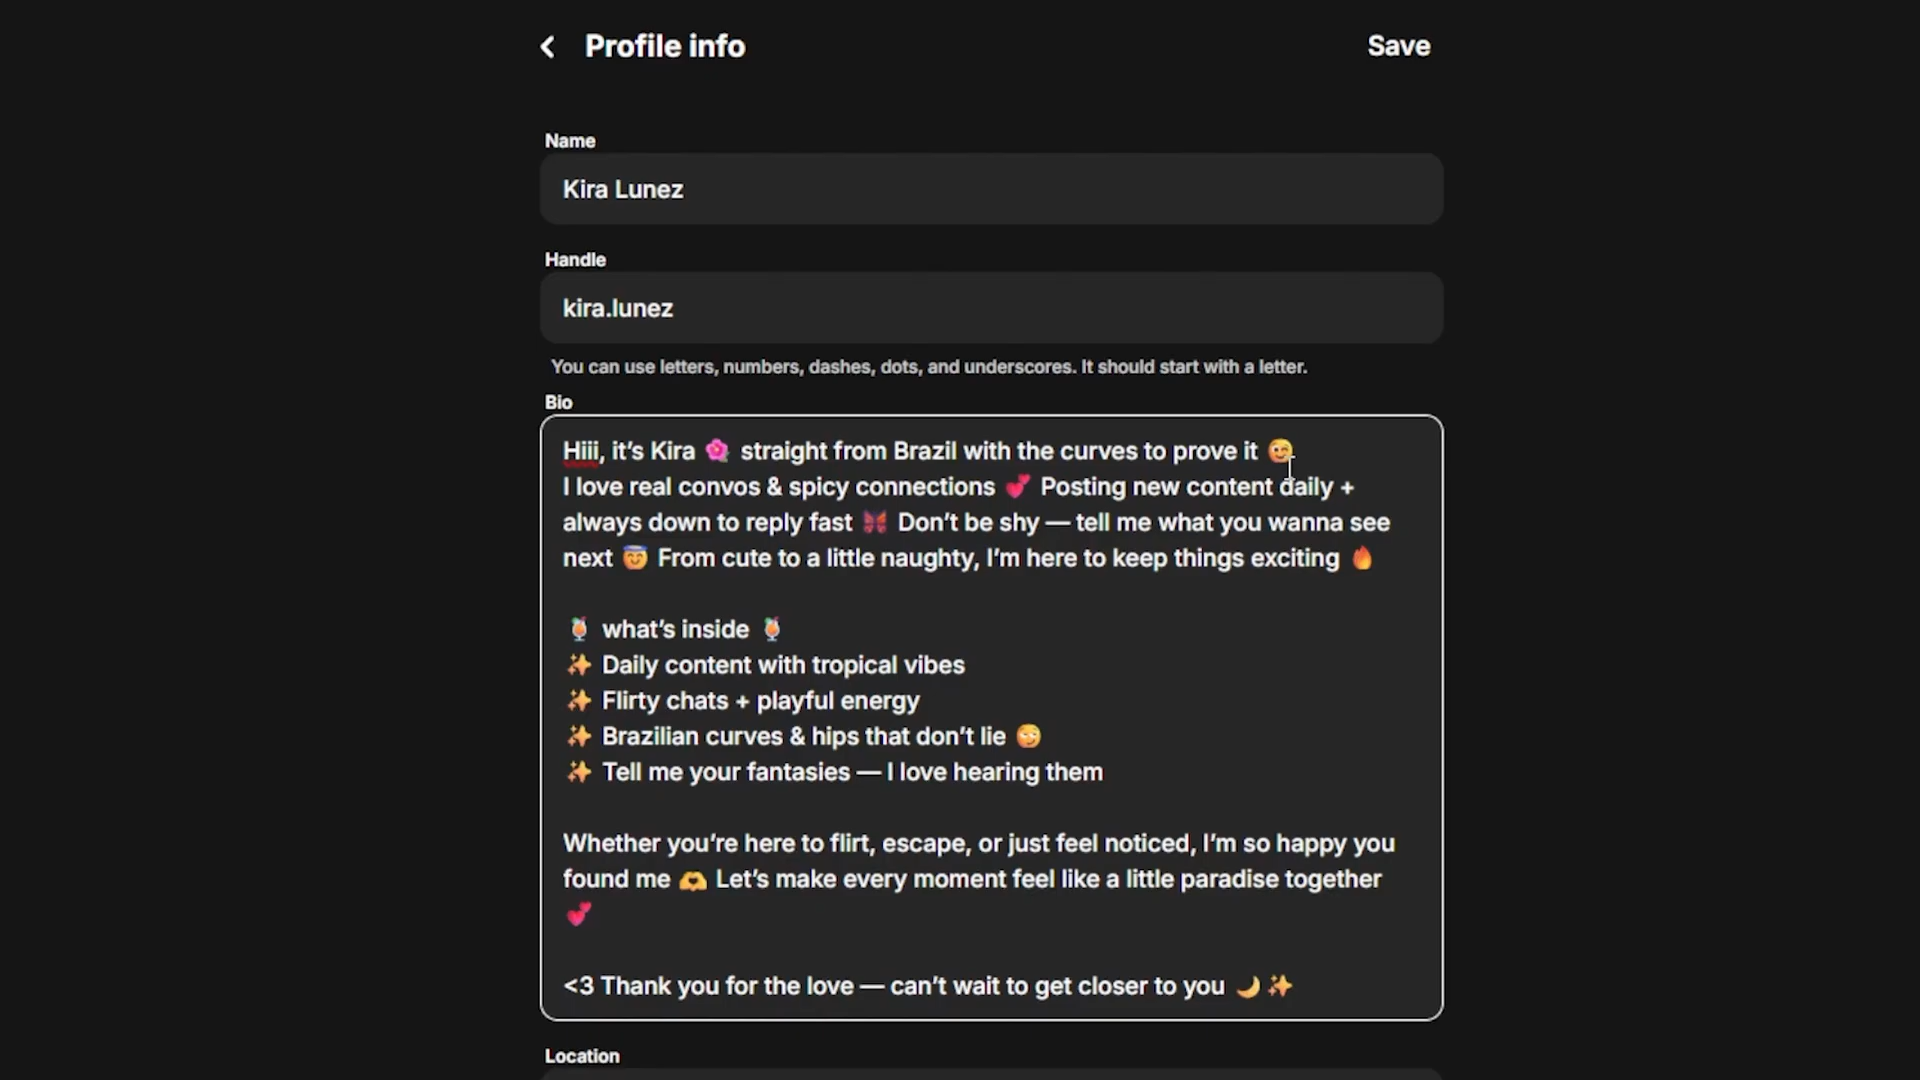 Profile info
Save
Name
Kira Lunez
Handle
kira.lunez
You can use letters, numbers, dashes, dots, and underscores. It should start with a letter.
Bio
Hiii, it’s Kira 🌺 straight from Brazil with the curves to prove it 😉
I love real convos & spicy connections 💕 Posting new content daily +
always down to reply fast 🦋 Don’t be shy — tell me what you wanna see
next 😇 From cute to a little naughty, I’m here to keep things exciting 🔥
🍹 what’s inside 🍹
✨ Daily content with tropical vibes
✨ Flirty chats + playful energy
✨ Brazilian curves & hips that don’t lie 😏
✨ Tell me your fantasies — I love hearing them
Whether you’re here to flirt, escape, or just feel noticed, I’m so happy you
found me 🫶 Let’s make every moment feel like a little paradise together
💕
<3 Thank you for the love — can’t wait to get closer to you 🌙✨
Location